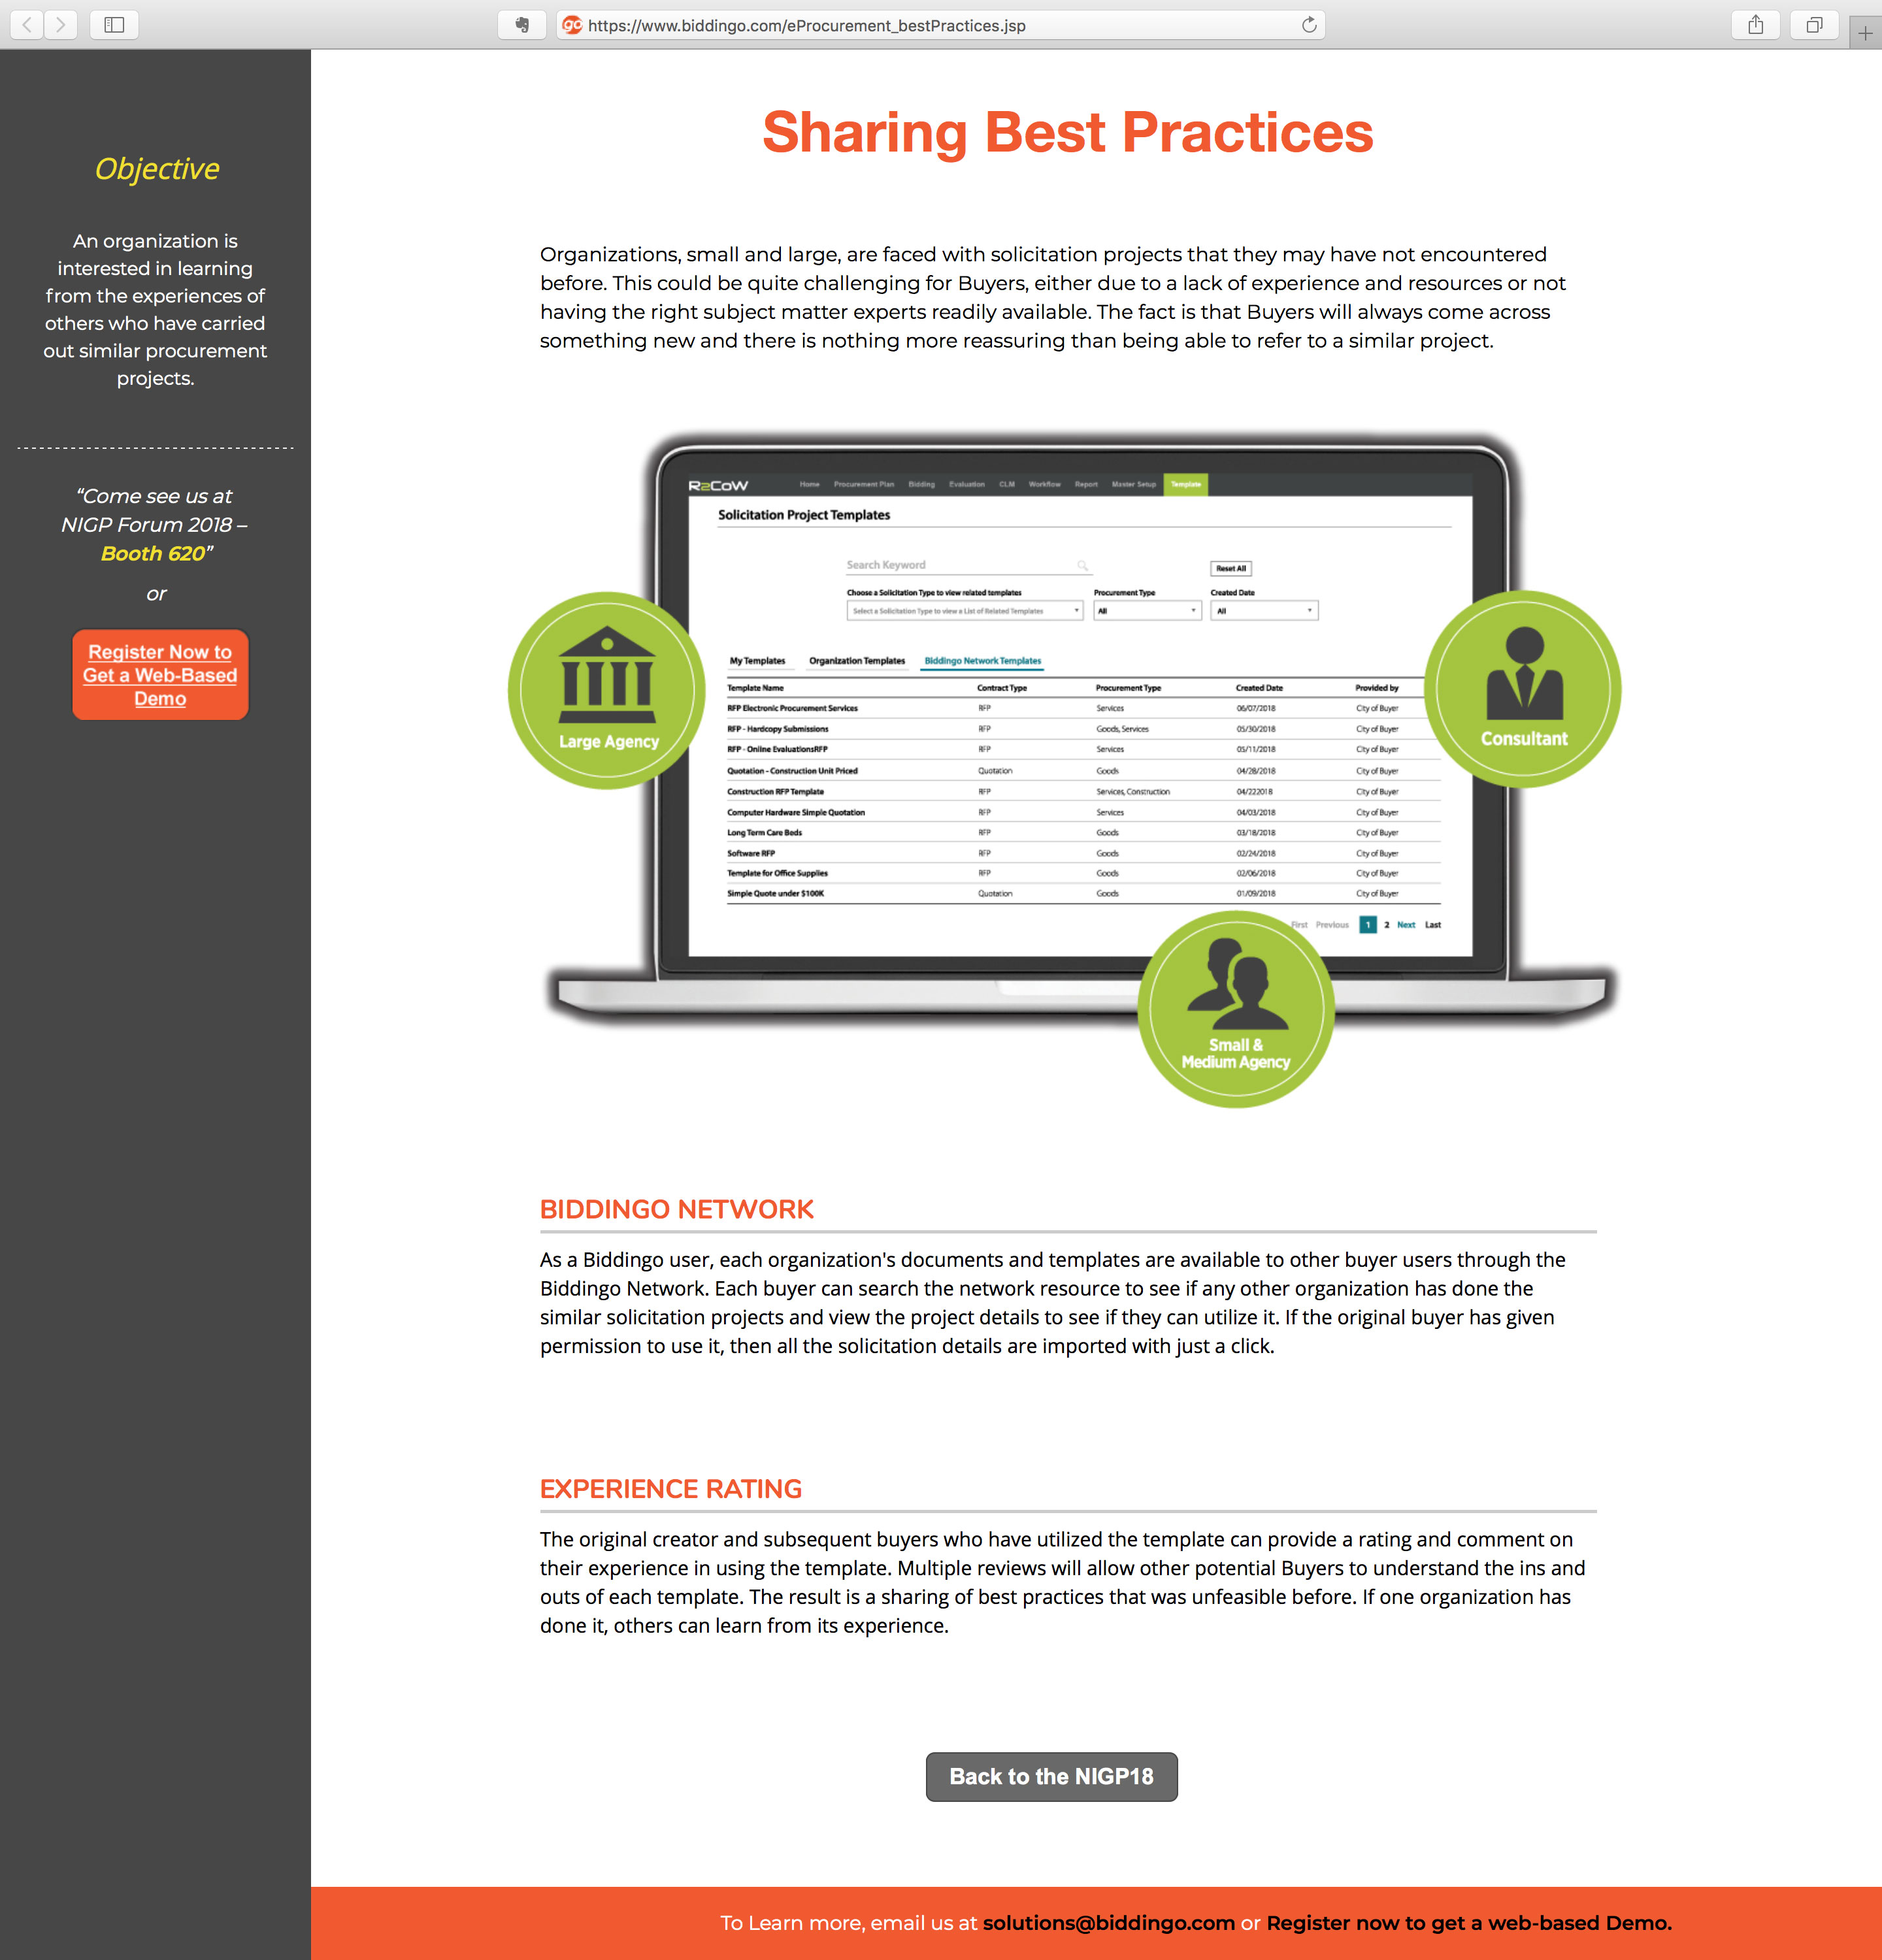 https://www.biddingo.com/eProcurement_bestPractices.jsp
Objective
An organization is
interested in learning
from the experiences of
others who have carried
out similar procurement
projects.
“Come see us at
NIGP Forum 2018 –
Booth 620”
or
Register Now to
Get a Web-Based
Demo
Sharing Best Practices
Organizations, small and large, are faced with solicitation projects that they may have not encountered
before. This could be quite challenging for Buyers, either due to a lack of experience and resources or not
having the right subject matter experts readily available. The fact is that Buyers will always come across
something new and there is nothing more reassuring than being able to refer to a similar project.
R2CoW Home Procurement Plan Bidding Evaluation CLM Workflow Report Master Setup Template
Solicitation Project Templates
Search Keyword Reset All
Choose a Solicitation Type to view related templates Procurement Type Created Date
Select a Solicitation Type to view a List of Related Templates All All
My Templates Organization Templates Biddingo Network Templates
Template Name Contract Type Procurement Type Created Date Provided by
RFP Electronic Procurement Services RFP Services 06/07/2018 City of Buyer
RFP - Hardcopy Submissions RFP Goods, Services 05/30/2018 City of Buyer
RFP - Online EvaluationsRFP RFP Services 05/11/2018 City of Buyer
Quotation - Construction Unit Priced Quotation Goods 04/28/2018 City of Buyer
Construction RFP Template RFP Services, Construction 04/222018 City of Buyer
Computer Hardware Simple Quotation RFP Services 04/03/2018 City of Buyer
Long Term Care Beds RFP Goods 03/18/2018 City of Buyer
Software RFP RFP Goods 02/24/2018 City of Buyer
Template for Office Supplies RFP Goods 02/06/2018 City of Buyer
Simple Quote under $100K Quotation Goods 01/09/2018 City of Buyer
First Previous 1 2 Next Last
Large Agency
Consultant
Small &
Medium Agency
BIDDINGO NETWORK
As a Biddingo user, each organization's documents and templates are available to other buyer users through the
Biddingo Network. Each buyer can search the network resource to see if any other organization has done the
similar solicitation projects and view the project details to see if they can utilize it. If the original buyer has given
permission to use it, then all the solicitation details are imported with just a click.
EXPERIENCE RATING
The original creator and subsequent buyers who have utilized the template can provide a rating and comment on
their experience in using the template. Multiple reviews will allow other potential Buyers to understand the ins and
outs of each template. The result is a sharing of best practices that was unfeasible before. If one organization has
done it, others can learn from its experience.
Back to the NIGP18
To Learn more, email us at solutions@biddingo.com or Register now to get a web-based Demo.